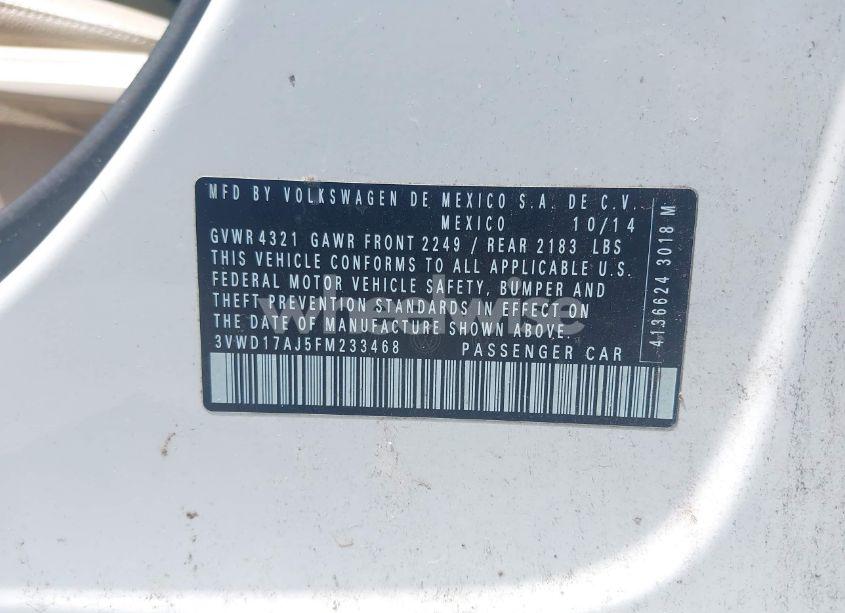 MFD BY VOLKSWAGEN DE MEXICO S.A. DE C.V.
MEXICO 10/14
GVWR 4321 GAWR FRONT 2249 / REAR 2183 LBS
THIS VEHICLE CONFORMS TO ALL APPLICABLE U.S.
FEDERAL MOTOR VEHICLE SAFETY, BUMPER AND
THEFT PREVENTION STANDARDS IN EFFECT ON
THE DATE OF MANUFACTURE SHOWN ABOVE.
3VWD17AJ5FM233468 PASSENGER CAR
4136624 3018 M
wheelwire